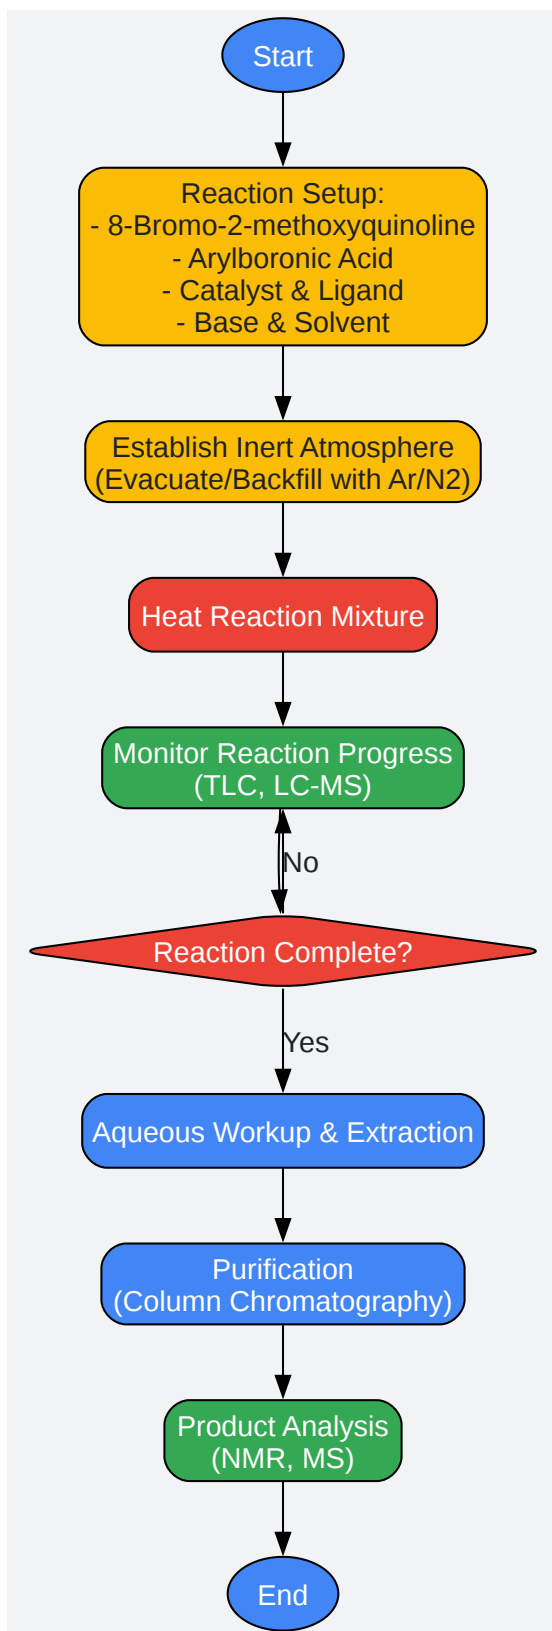 Start
Reaction Setup:
- 8-Bromo-2-methoxyquinoline
- Arylboronic Acid
- Catalyst & Ligand
- Base & Solvent
Establish Inert Atmosphere
(Evacuate/Backfill with Ar/N2)
Heat Reaction Mixture
Monitor Reaction Progress
(TLC, LC-MS)
No
Reaction Complete?
Yes
Aqueous Workup & Extraction
Purification
(Column Chromatography)
Product Analysis
(NMR, MS)
End